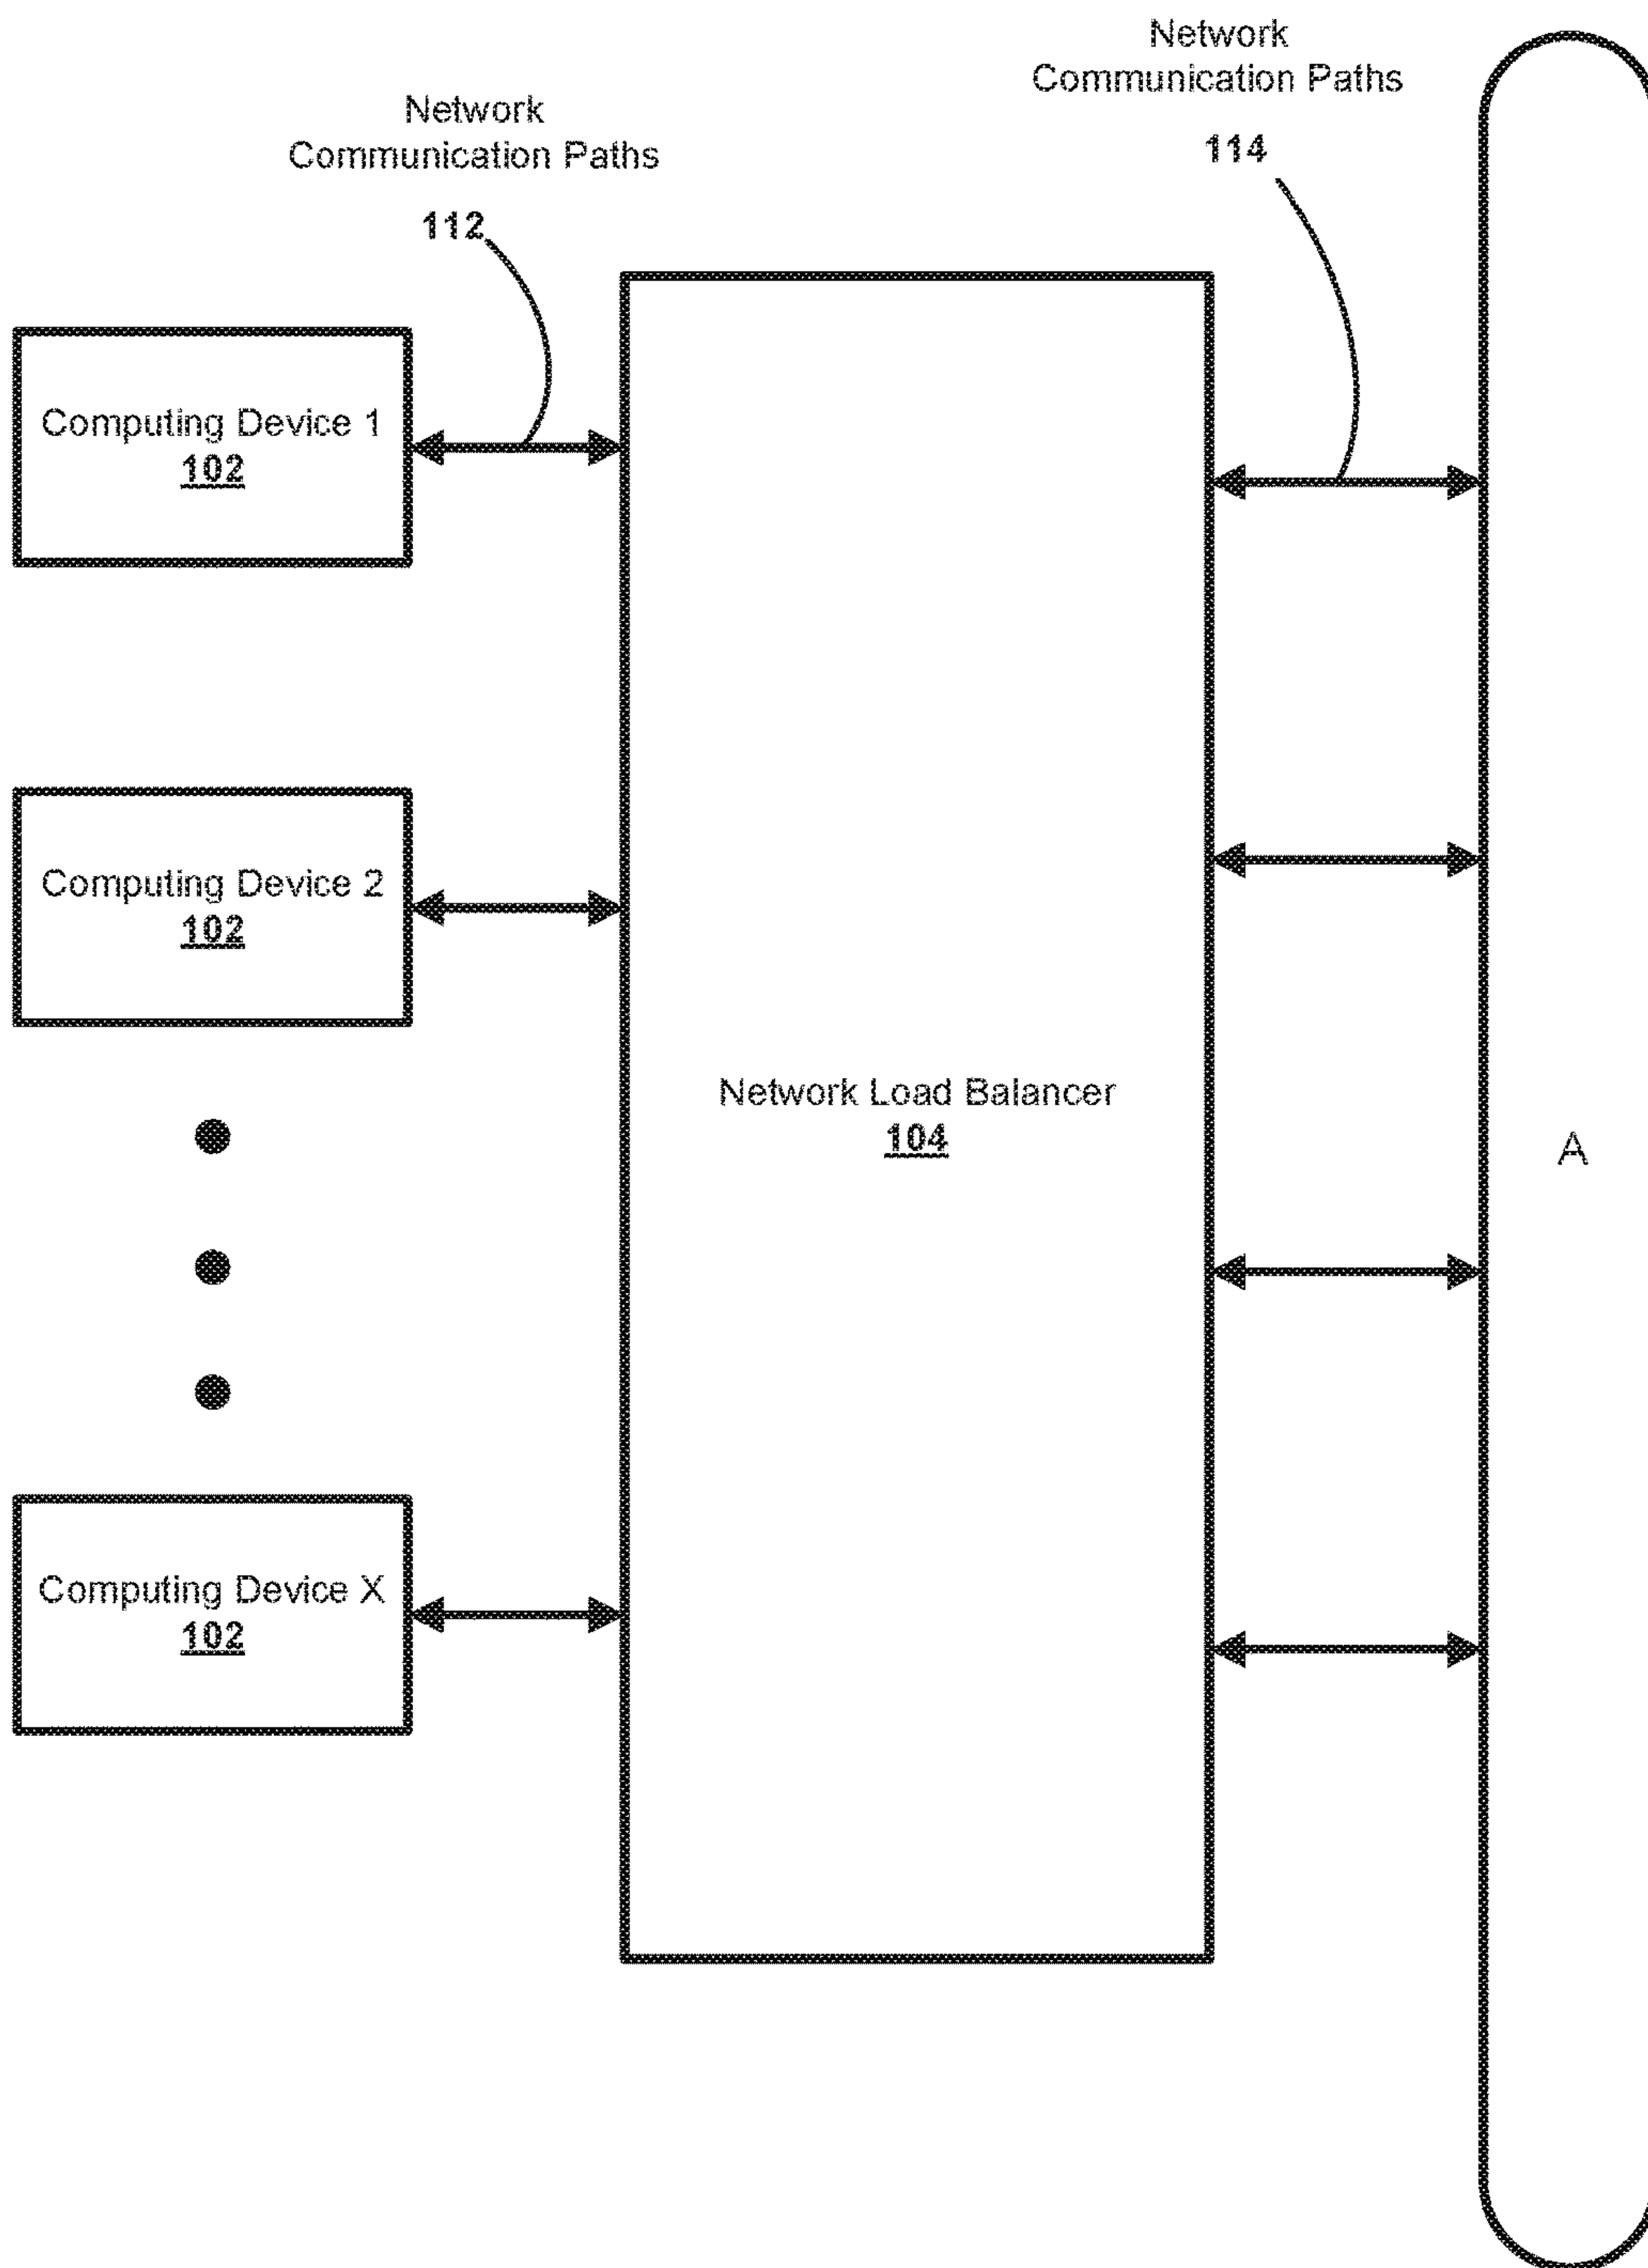 Network
Communication Paths
114
Network
Communication Paths
112
Computing Device 1
102
Computing Device 2
102
Network Load Balancer
104
A
Computing Device X
102